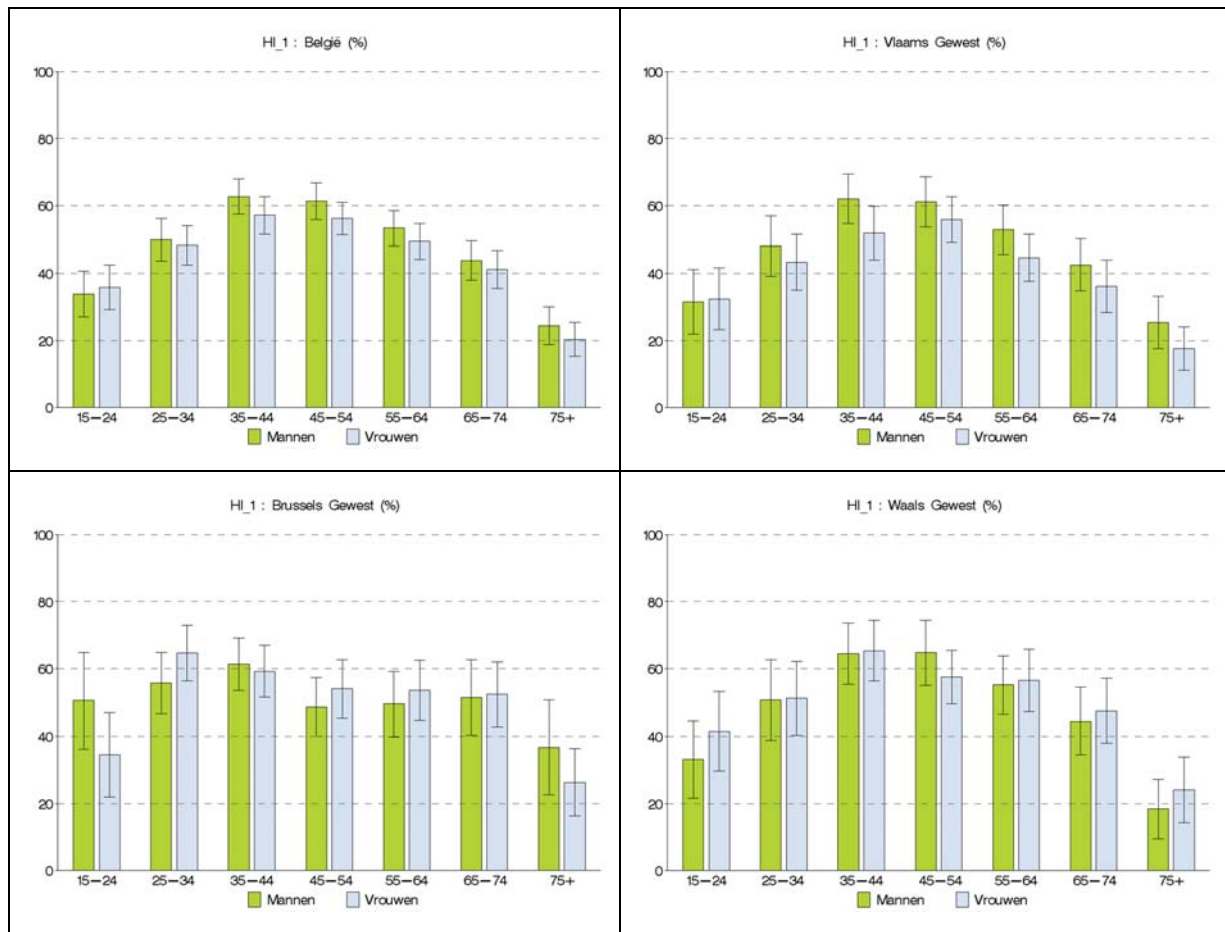 HI_1 : België (%)
100
80
60
40
20
0
15–24 25–34 35–44 45–54 55–64 65–74 75+
Mannen Vrouwen
HI_1 : Vlaams Gewest (%)
100
80
60
40
20
0
15–24 25–34 35–44 45–54 55–64 65–74 75+
Mannen Vrouwen
HI_1 : Brussels Gewest (%)
100
80
60
40
20
0
15–24 25–34 35–44 45–54 55–64 65–74 75+
Mannen Vrouwen
HI_1 : Waals Gewest (%)
100
80
60
40
20
0
15–24 25–34 35–44 45–54 55–64 65–74 75+
Mannen Vrouwen